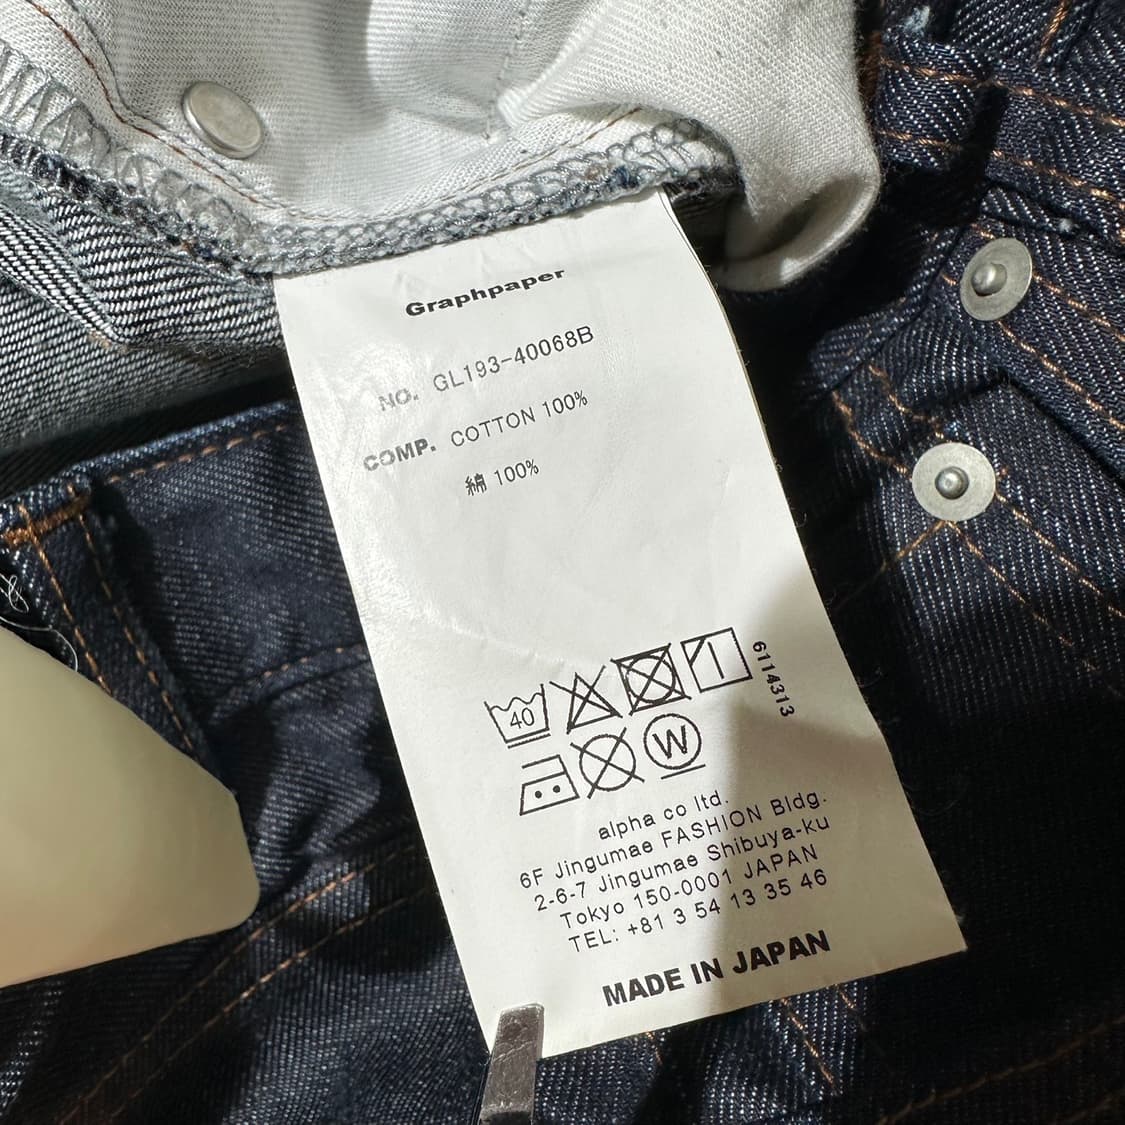 Graphpaper
NO. GL193-40068B
COMP. COTTON 100%
綿 100%
40
W
6114313
alpha co ltd.
6F Jingumae FASHION Bldg.
2-6-7 Jingumae Shibuya-ku
Tokyo 150-0001 JAPAN
TEL: +81 3 54 13 35 46
MADE IN JAPAN